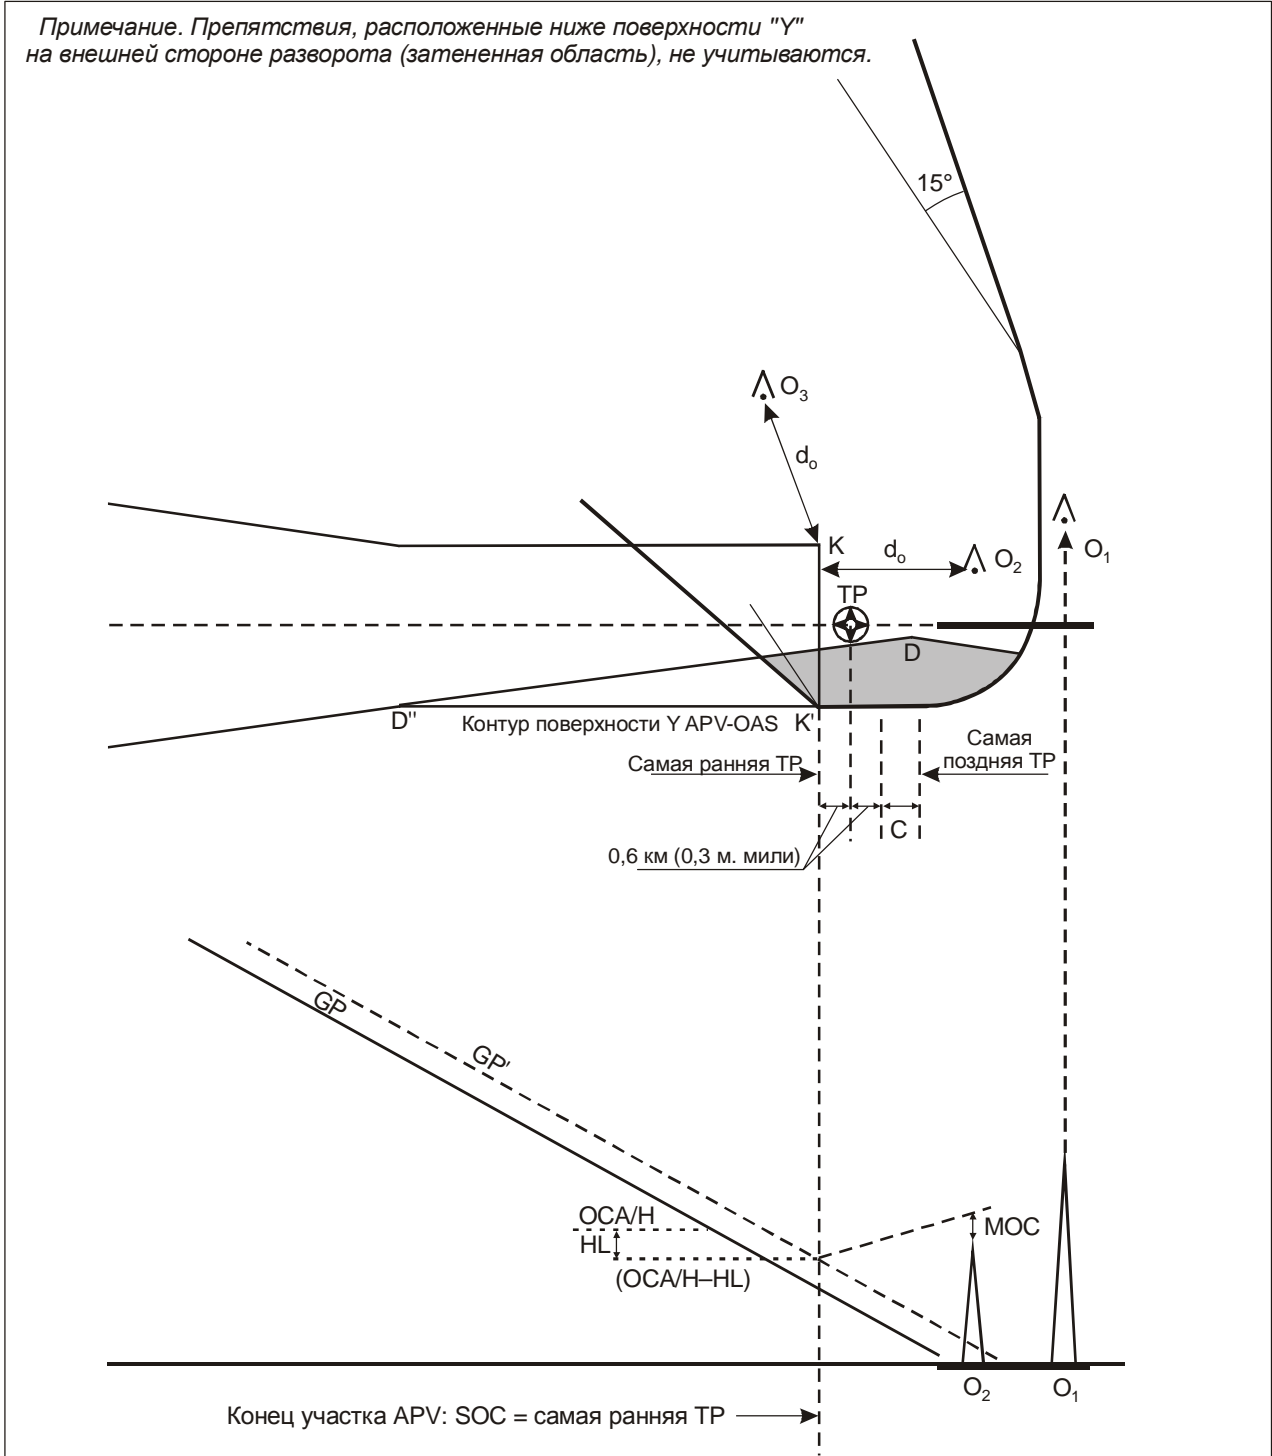 Примечание. Препятствия, расположенные ниже поверхности "Y"
на внешней стороне разворота (затененная область), не учитываются.
15°
O₃
dₒ
K
dₒ
O₂
O₁
TP
D
D"
Контур поверхности Y APV-OAS
K'
Самая ранняя TP
Самая
поздняя TP
C
0,6 км (0,3 м. мили)
GP
GP'
OCA/H
HL
(OCA/H–HL)
MOC
O₂
O₁
Конец участка APV: SOC = самая ранняя TP